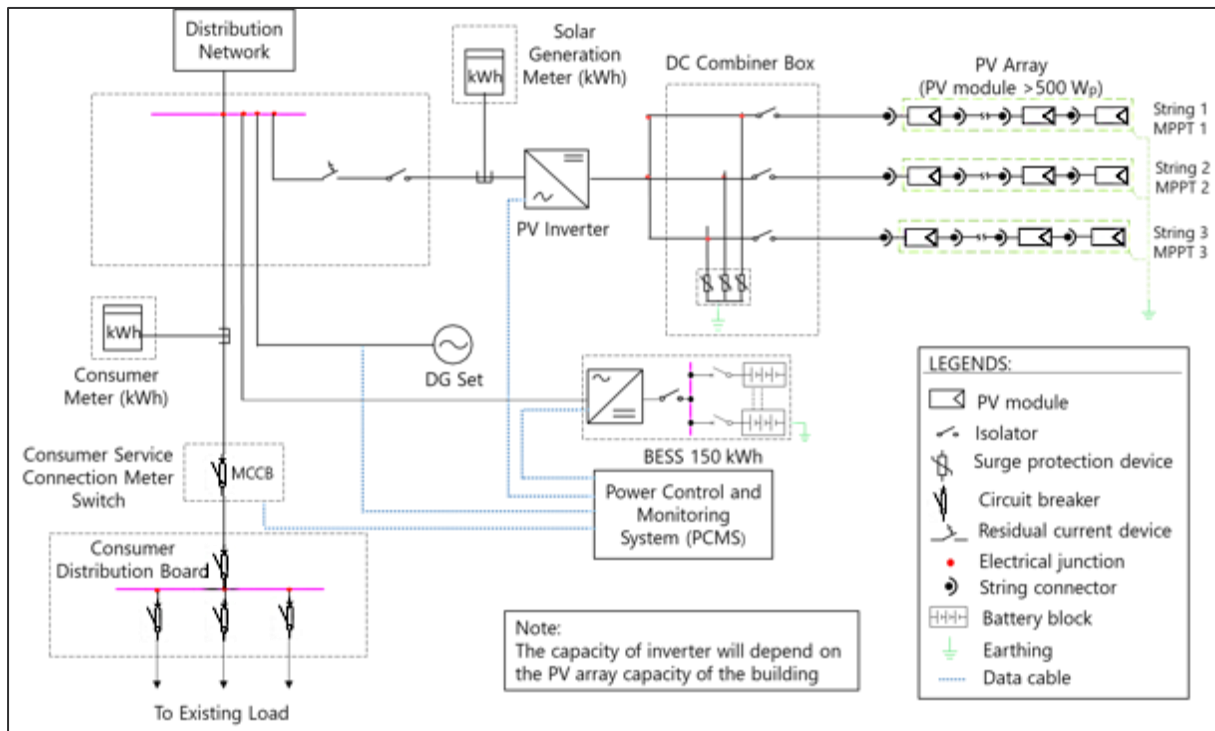 Distribution
Network
kWh
Solar
Generation
Meter (kWh)
DC Combiner Box
PV Array
(PV module >500 Wp)
String 1
MPPT 1
String 2
MPPT 2
String 3
MPPT 3
PV Inverter
kWh
Consumer
Meter (kWh)
DG Set
BESS 150 kWh
Consumer Service
Connection Meter
Switch
MCCB
Power Control and
Monitoring
System (PCMS)
Consumer
Distribution Board
To Existing Load
Note:
The capacity of inverter will depend on
the PV array capacity of the building
LEGENDS:
PV module
Isolator
Surge protection device
Circuit breaker
Residual current device
Electrical junction
String connector
Battery block
Earthing
Data cable